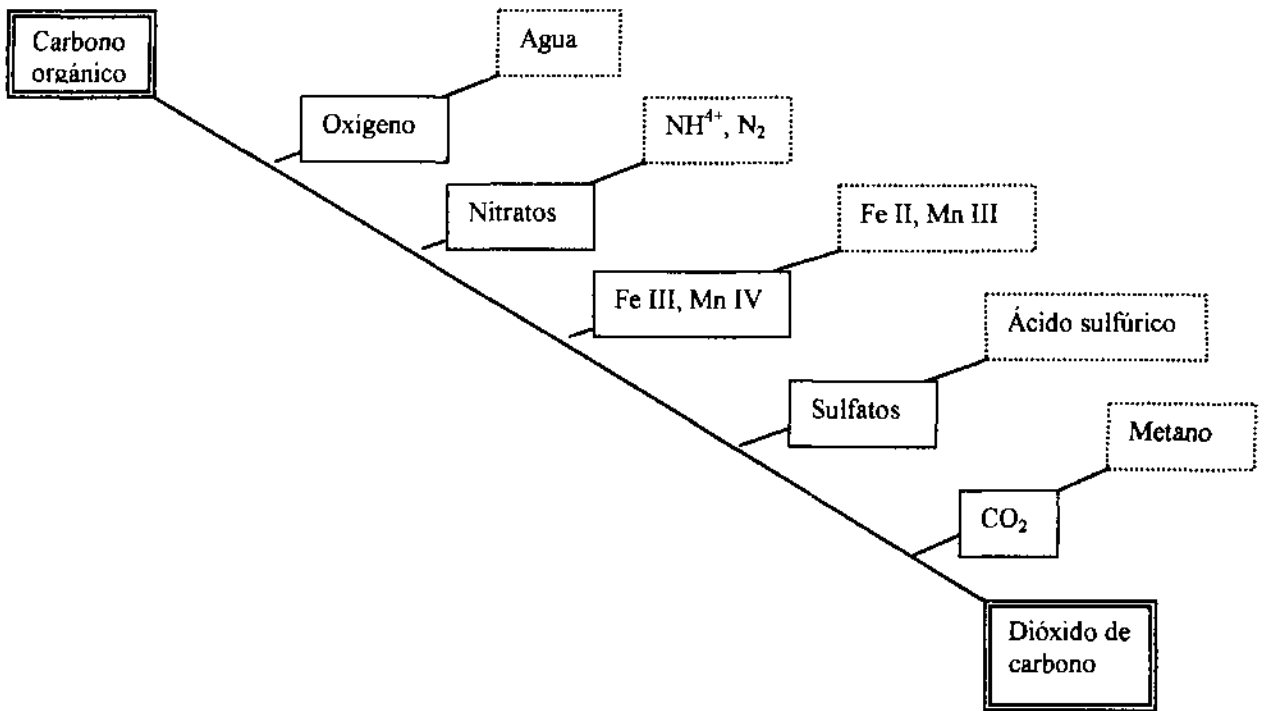 Carbono
orgánico
Agua
Oxígeno
NH⁴⁺, N₂
Nitratos
Fe II, Mn III
Fe III, Mn IV
Ácido sulfúrico
Sulfatos
Metano
CO₂
Dióxido de
carbono